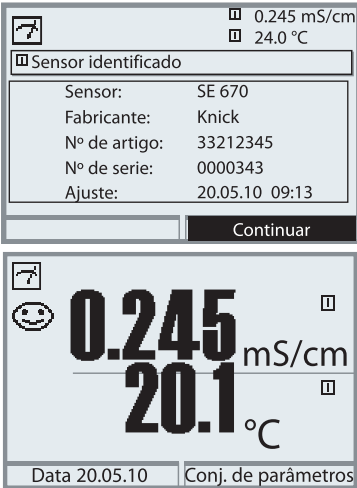 0.245 mS/cm
24.0 °C
Sensor identificado
Sensor: SE 670
Fabricante: Knick
Nº de artigo: 33212345
Nº de serie: 0000343
Ajuste: 20.05.10 09:13
Continuar
0.245 mS/cm
20.1 °C
Data 20.05.10 Conj. de parâmetros